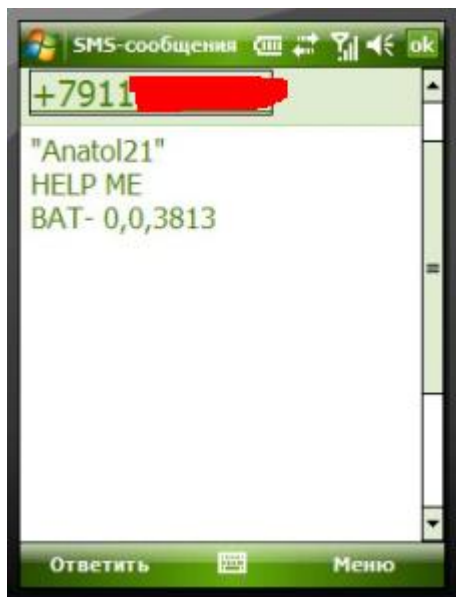 SMS-сообщения
ok
+7911
"Anatol21"
HELP ME
BAT- 0,0,3813
Ответить
Меню